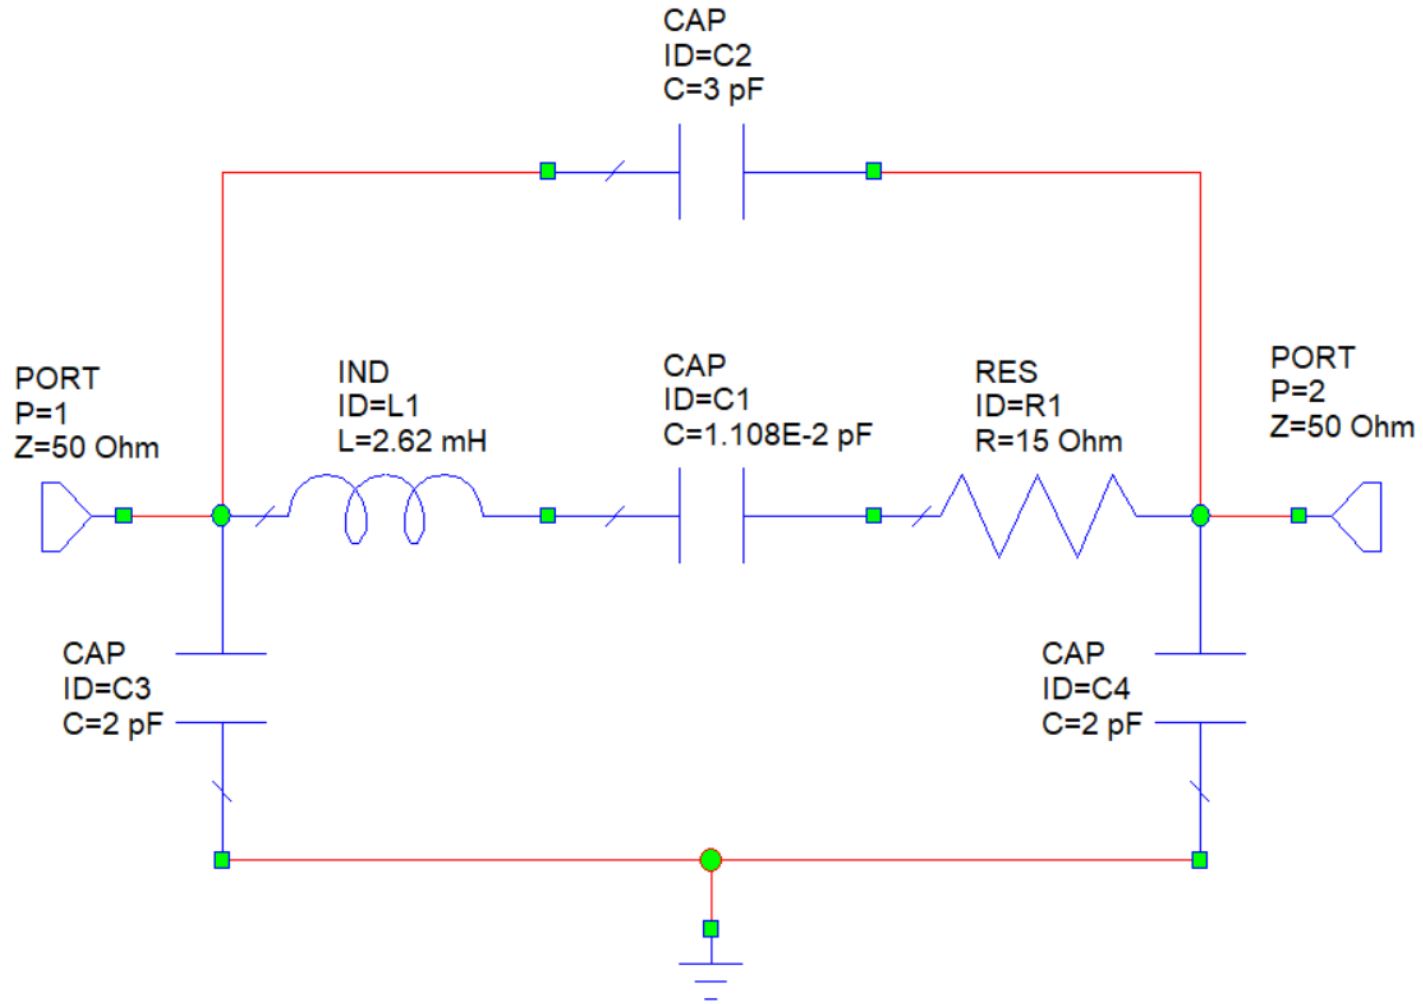 CAP
ID=C2
C=3 pF
PORT
P=1
Z=50 Ohm
IND
ID=L1
L=2.62 mH
CAP
ID=C1
C=1.108E-2 pF
RES
ID=R1
R=15 Ohm
PORT
P=2
Z=50 Ohm
CAP
ID=C3
C=2 pF
CAP
ID=C4
C=2 pF